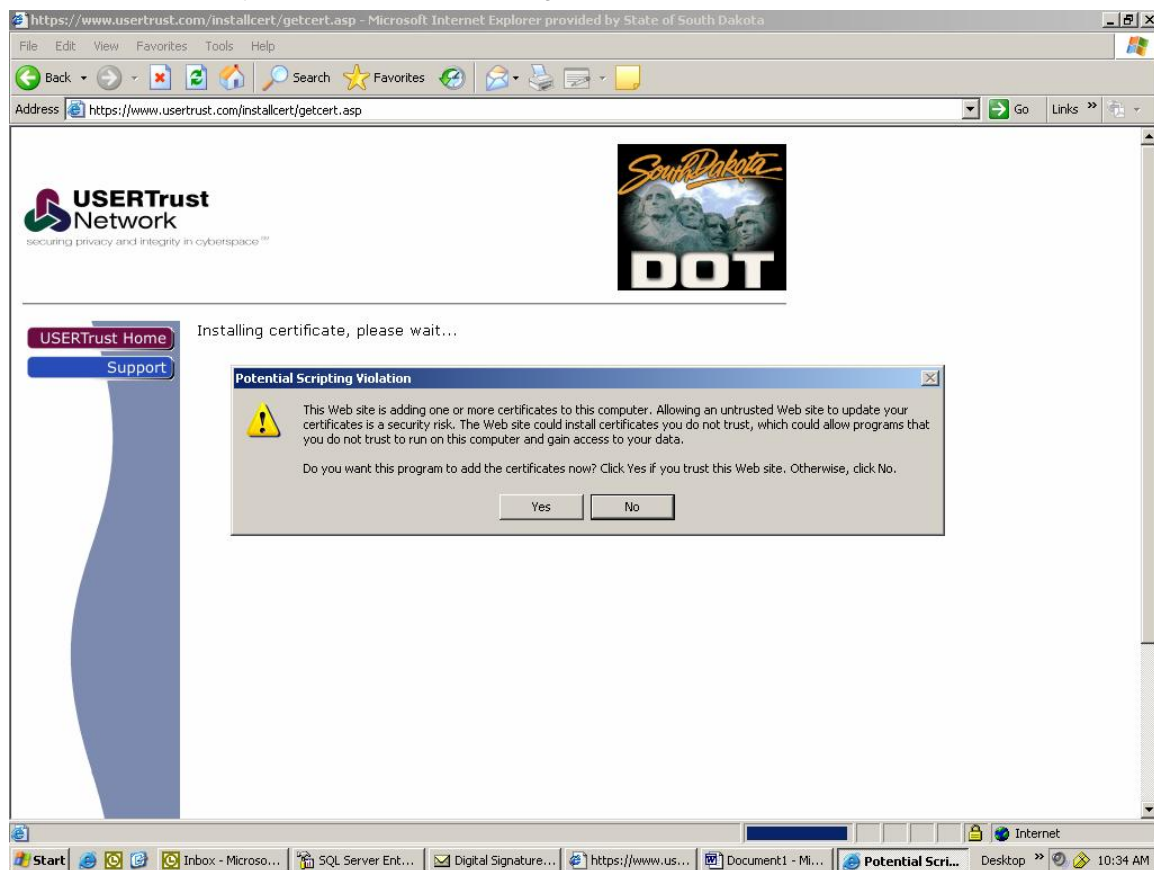 https://www.usertrust.com/installcert/getcert.asp - Microsoft Internet Explorer provided by State of South Dakota
File Edit View Favorites Tools Help
Back Search Favorites
Address https://www.usertrust.com/installcert/getcert.asp Go Links »
USERTrust
Network
securing privacy and integrity in cyberspace™
South Dakota
DOT
USERTrust Home
Support
Installing certificate, please wait...
Potential Scripting Violation
This Web site is adding one or more certificates to this computer. Allowing an untrusted Web site to update your
certificates is a security risk. The Web site could install certificates you do not trust, which could allow programs that
you do not trust to run on this computer and gain access to your data.
Do you want this program to add the certificates now? Click Yes if you trust this Web site. Otherwise, click No.
Yes No
Internet
Start Inbox - Microso... SQL Server Ent... Digital Signature... https://www.us... Document1 - Mi... Potential Scri... Desktop » 10:34 AM